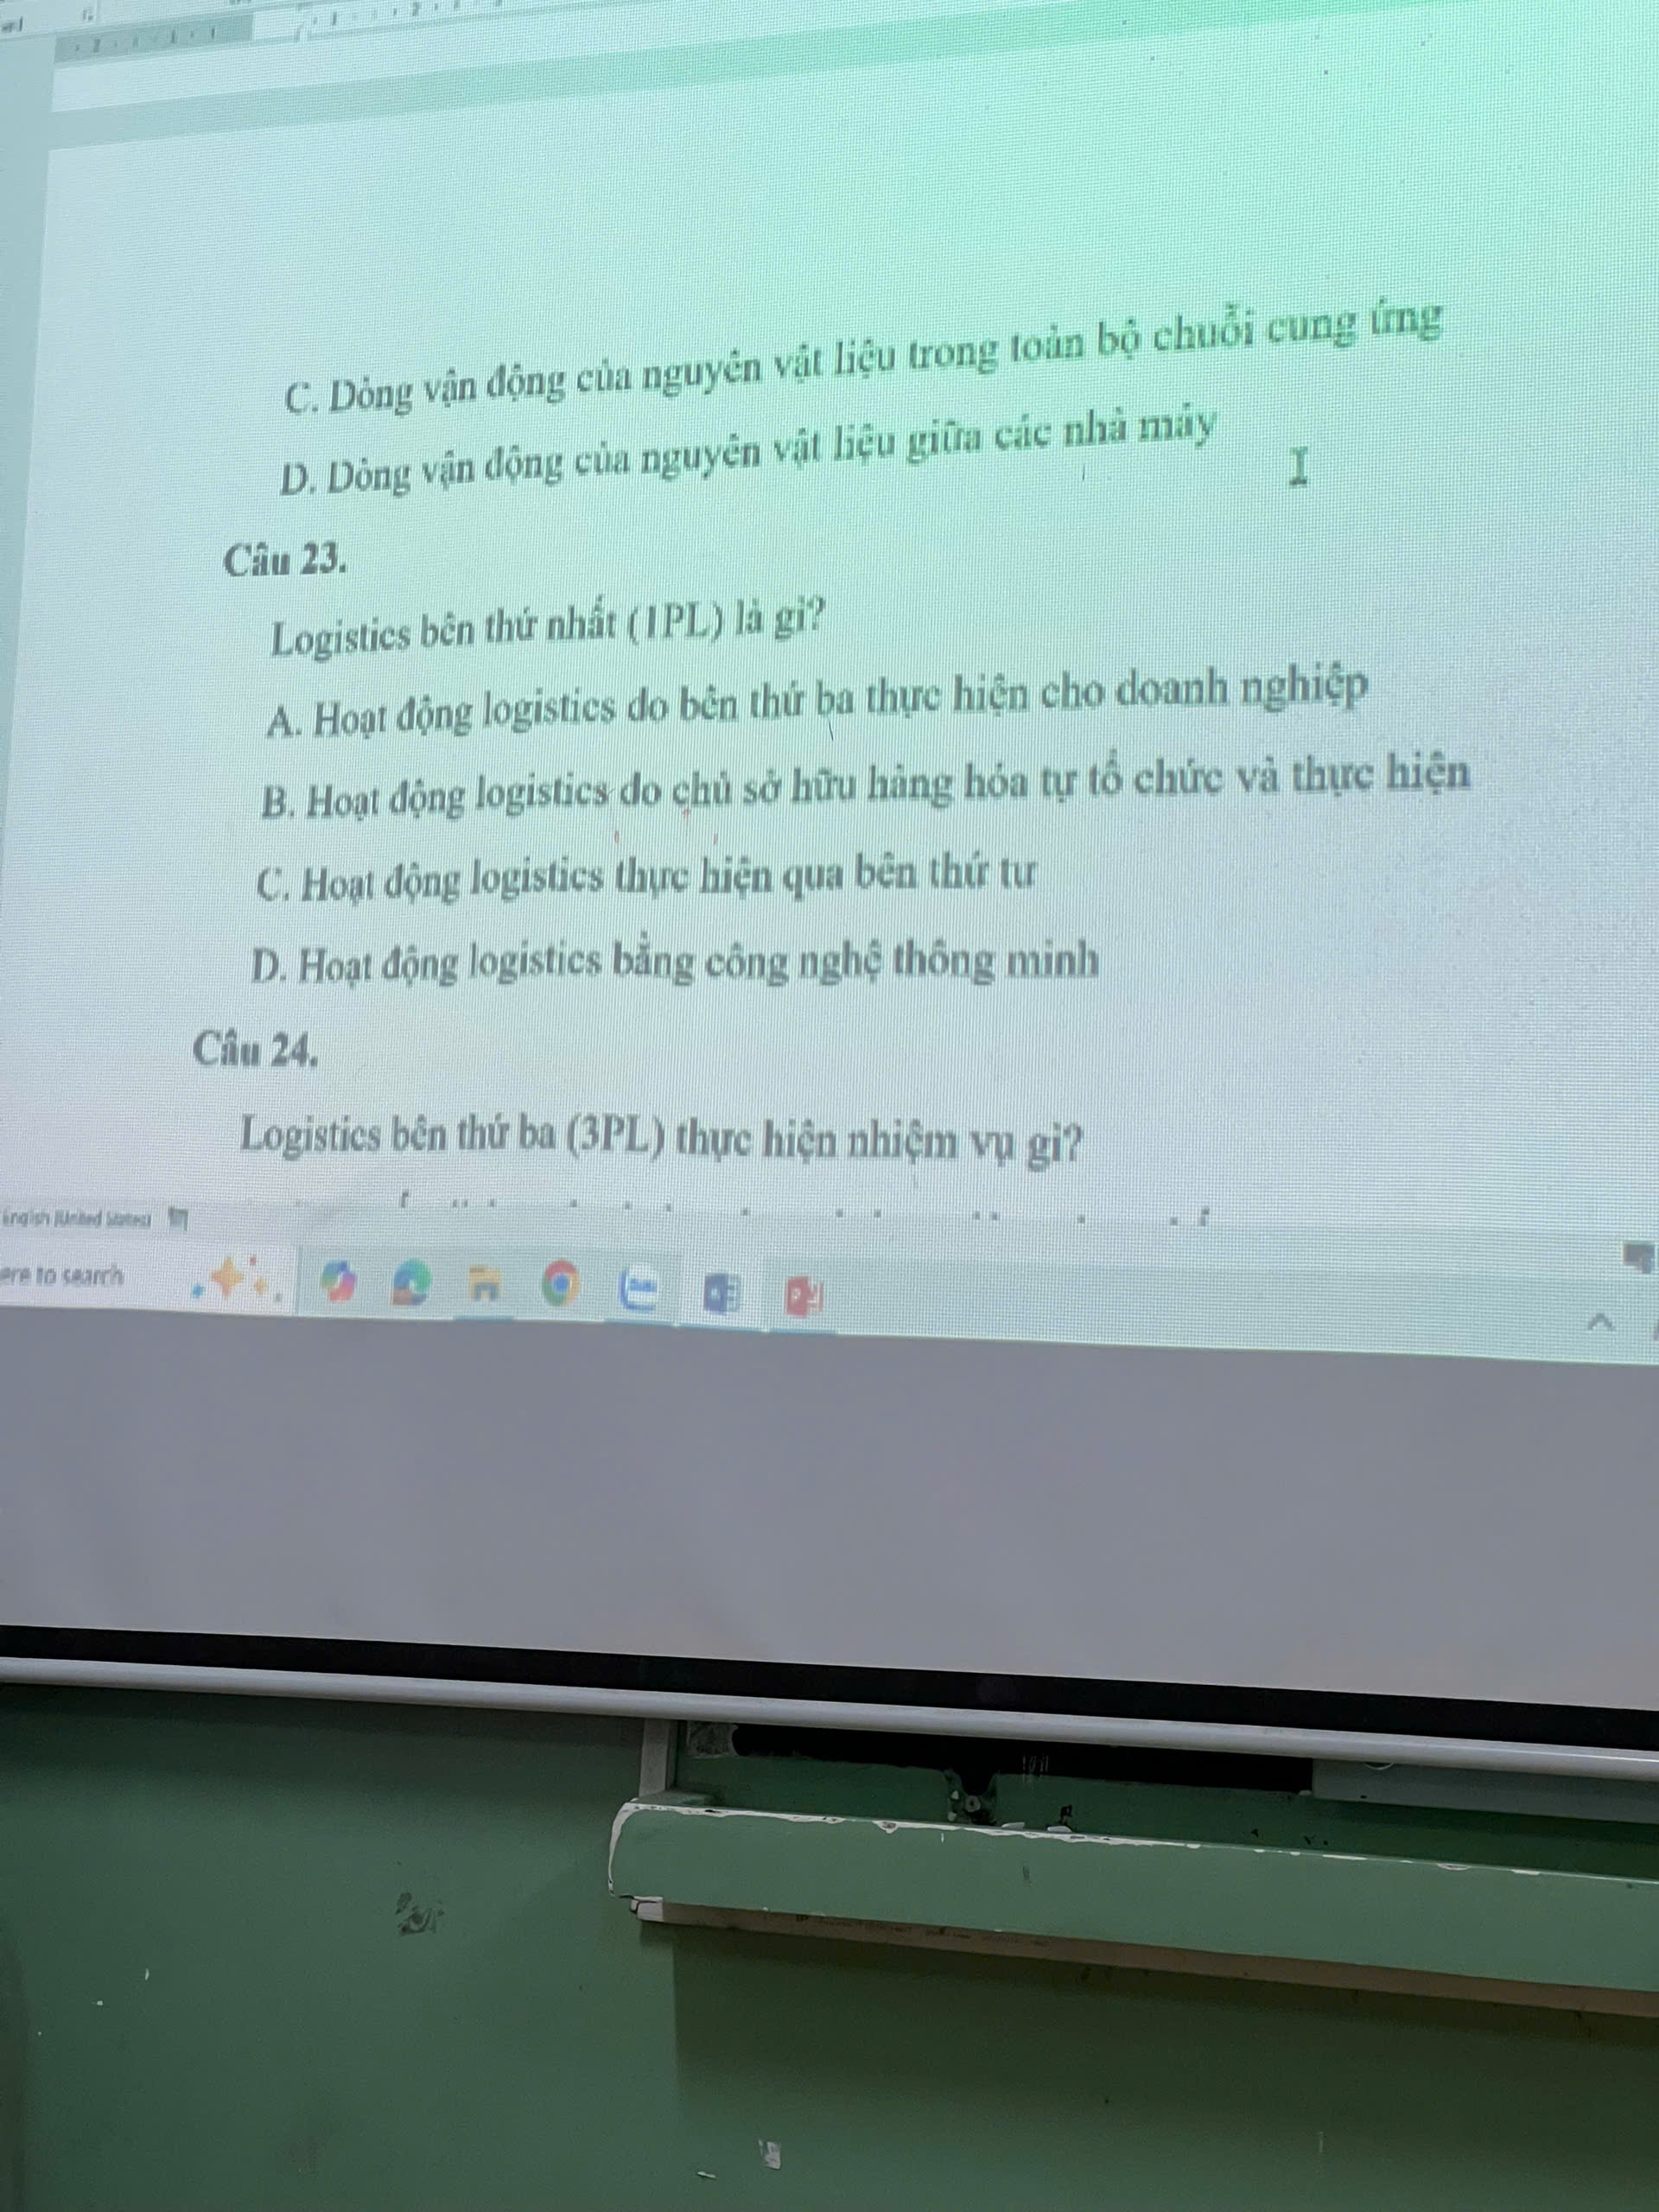 C. Dòng vận động của nguyên vật liệu trong toàn bộ chuỗi cung ứng
D. Dòng vận động của nguyên vật liệu giữa các nhà máy
Câu 23.
Logistics bên thứ nhất (1PL) là gì?
A. Hoạt động logistics do bên thứ ba thực hiện cho doanh nghiệp
B. Hoạt động logistics do chủ sở hữu hàng hóa tự tổ chức và thực hiện
C. Hoạt động logistics thực hiện qua bên thứ tư
D. Hoạt động logistics bằng công nghệ thông minh
Câu 24.
Logistics bên thứ ba (3PL) thực hiện nhiệm vụ gì?
English (United States)
ere to search